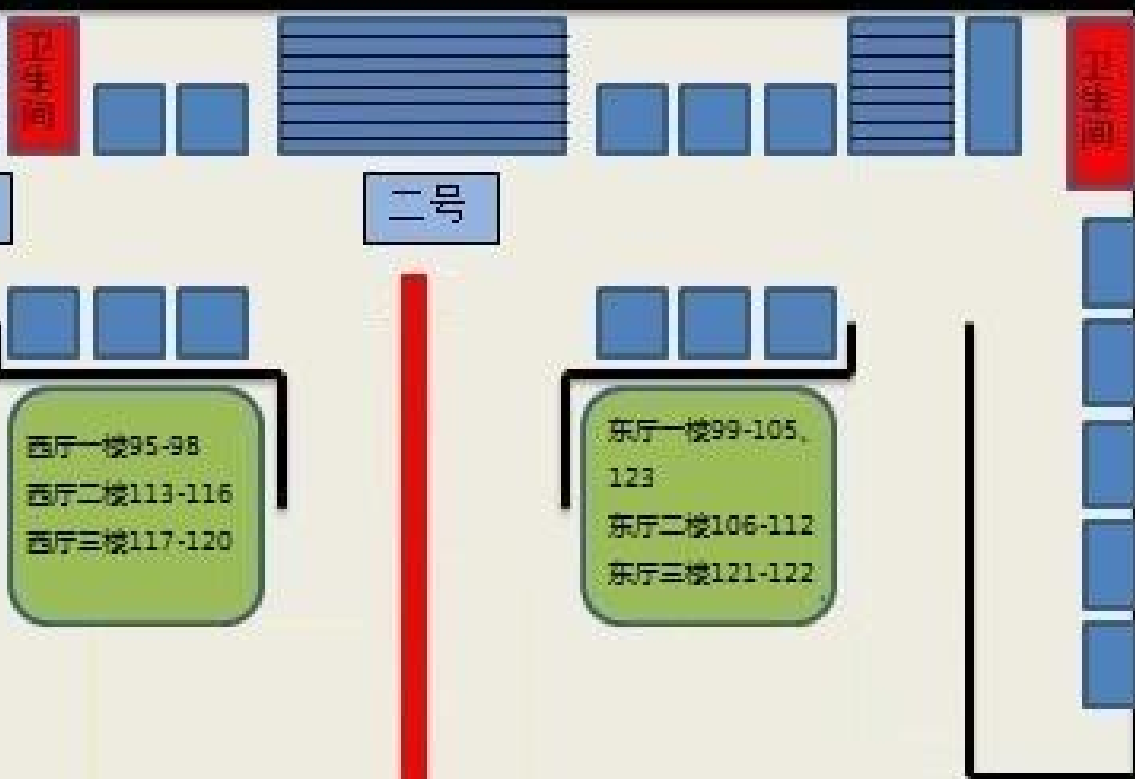 卫生间
卫生间
二号
西厅一楼95-98
西厅二楼113-116
西厅三楼117-120
东厅一楼99-105、
123
东厅二楼106-112
东厅三楼121-122